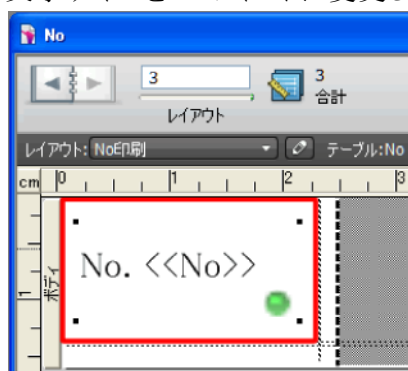 No
3
3
合計
レイアウト
レイアウト: No印刷
テーブル:No
cm 0 1 2 3
ボディ
No. <<No>>
1